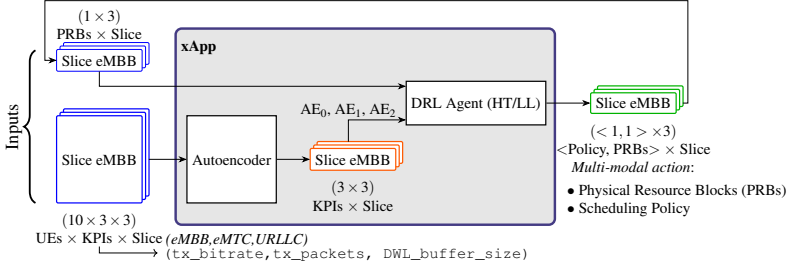 (1 × 3)
PRBs × Slice
Slice eMBB
xApp
Inputs
Slice eMBB
Autoencoder
AE0, AE1, AE2
Slice eMBB
(3 × 3)
KPIs × Slice
DRL Agent (HT/LL)
Slice eMBB
(< 1, 1 > ×3)
<Policy, PRBs> × Slice
Multi-modal action:
• Physical Resource Blocks (PRBs)
• Scheduling Policy
(10 × 3 × 3)
UEs × KPIs × Slice (eMBB,eMTC,URLLC)
(tx_bitrate,tx_packets, DWL_buffer_size)